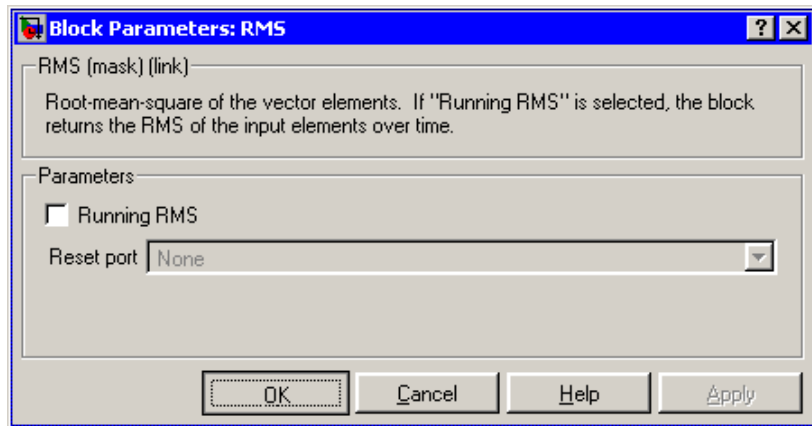 Block Parameters: RMS
RMS (mask) (link)
Root-mean-square of the vector elements. If "Running RMS" is selected, the block
returns the RMS of the input elements over time.
Parameters
Running RMS
Reset port None
OK Cancel Help Apply